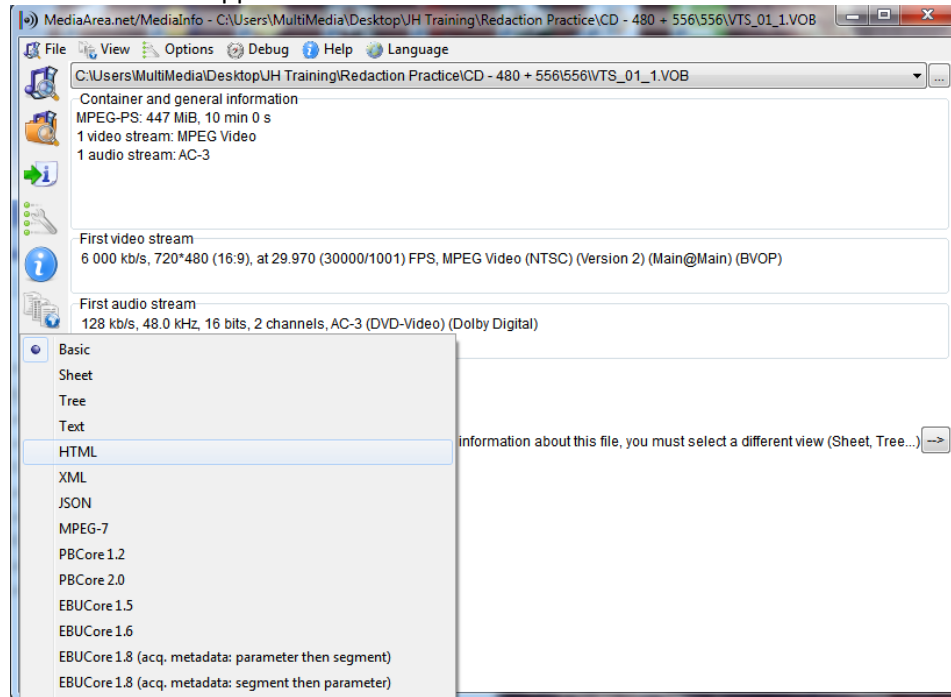 MediaArea.net/MediaInfo - C:\Users\MultiMedia\Desktop\JH Training\Redaction Practice\CD - 480 + 556\556\VTS_01_1.VOB
File View Options Debug Help Language
C:\Users\MultiMedia\Desktop\JH Training\Redaction Practice\CD - 480 + 556\556\VTS_01_1.VOB
...
Container and general information
MPEG-PS: 447 MiB, 10 min 0 s
1 video stream: MPEG Video
1 audio stream: AC-3
First video stream
6 000 kb/s, 720*480 (16:9), at 29.970 (30000/1001) FPS, MPEG Video (NTSC) (Version 2) (Main@Main) (BVOP)
First audio stream
128 kb/s, 48.0 kHz, 16 bits, 2 channels, AC-3 (DVD-Video) (Dolby Digital)
Basic
Sheet
Tree
Text
information about this file, you must select a different view (Sheet, Tree...) -->
HTML
XML
JSON
MPEG-7
PBCore 1.2
PBCore 2.0
EBUCore 1.5
EBUCore 1.6
EBUCore 1.8 (acq. metadata: parameter then segment)
EBUCore 1.8 (acq. metadata: segment then parameter)